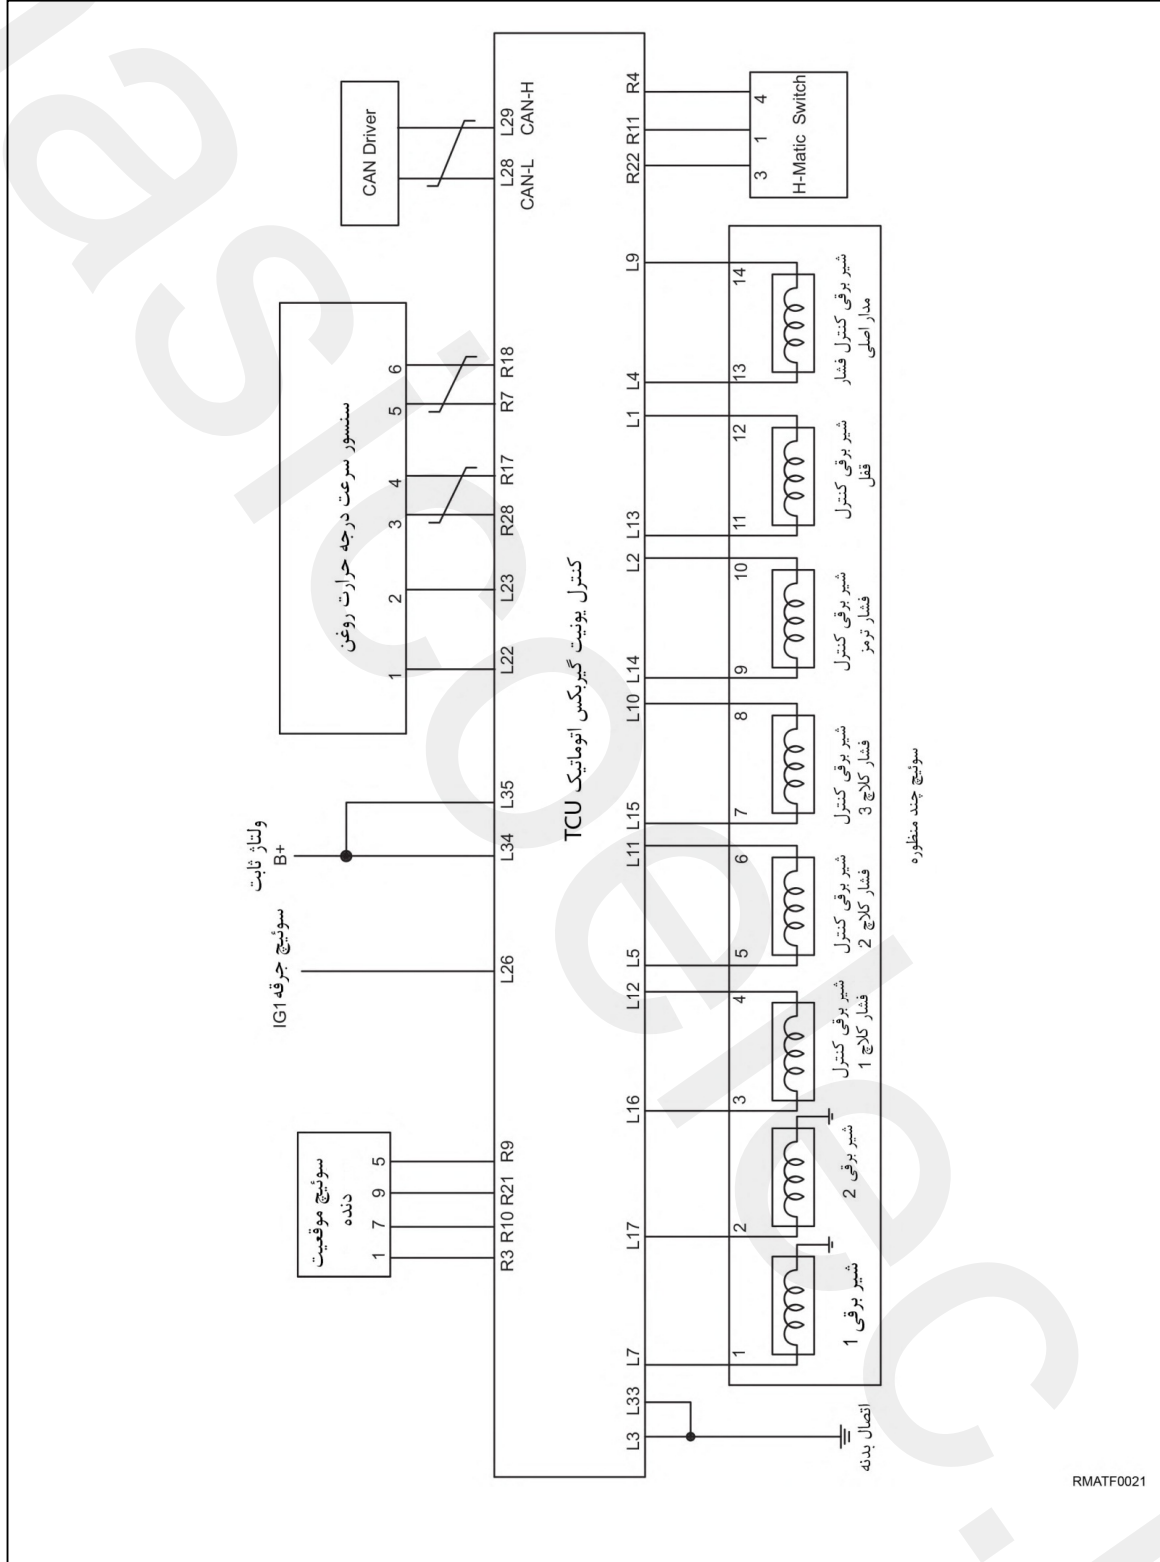 CAN Driver
L29
CAN-H
L28
CAN-L
سنسور سرعت درجه حرارت روغن
6
5
4
3
2
1
R18
R7
R17
R28
L23
L22
ولتاژ ثابت
B+
L35
L34
سوئیچ جرقه IG1
L26
سوئیچ موقعیت
دنده
5
9
7
1
R9
R21
R10
R3
کنترل یونیت گیربکس اتوماتیک TCU
R4
R11
R22
4
1
3
H-Matic Switch
L9
L4
L1
L13
L2
L14
L10
L15
L11
L5
L12
L16
L17
L7
L33
L3
14
13
12
11
10
9
8
7
6
5
4
3
2
1
شیر برقی کنترل فشار
مدار اصلی
شیر برقی کنترل
قفل
شیر برقی کنترل
فشار ترمز
شیر برقی کنترل
فشار کلاچ 3
شیر برقی کنترل
فشار کلاچ 2
شیر برقی کنترل
فشار کلاچ 1
شیر برقی 2
شیر برقی 1
سوئیچ چند منظوره
اتصال بدنه
RMATF0021